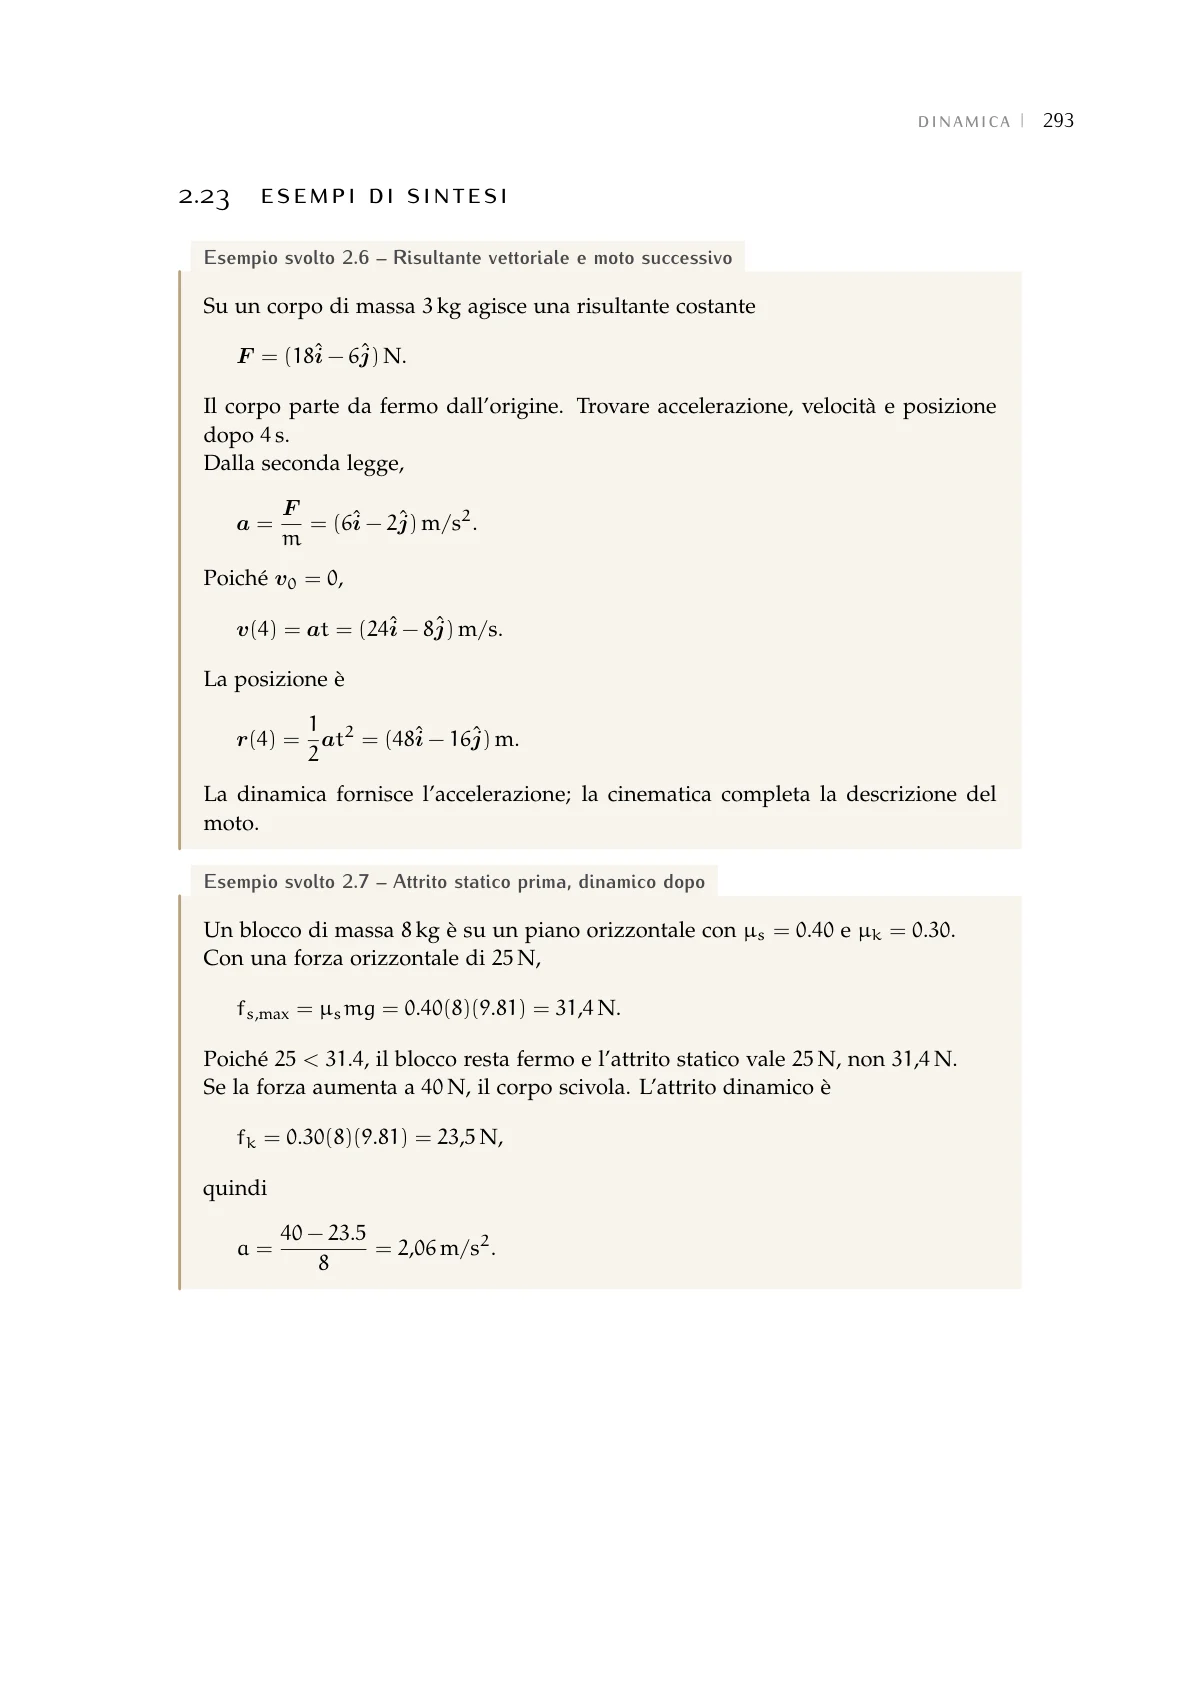 DINAMICA | 293
2.23 ESEMPI DI SINTESI
Esempio svolto 2.6 – Risultante vettoriale e moto successivo
Su un corpo di massa 3 kg agisce una risultante costante
F = (18î − 6ĵ) N.
Il corpo parte da fermo dall'origine. Trovare accelerazione, velocità e posizione
dopo 4 s.
Dalla seconda legge,
a = F/m = (6î − 2ĵ) m/s².
Poiché v₀ = 0,
v(4) = at = (24î − 8ĵ) m/s.
La posizione è
r(4) = 1/2 at² = (48î − 16ĵ) m.
La dinamica fornisce l'accelerazione; la cinematica completa la descrizione del
moto.
Esempio svolto 2.7 – Attrito statico prima, dinamico dopo
Un blocco di massa 8 kg è su un piano orizzontale con μₛ = 0.40 e μₖ = 0.30.
Con una forza orizzontale di 25 N,
fₛ,ₘₐₓ = μₛmg = 0.40(8)(9.81) = 31,4 N.
Poiché 25 < 31.4, il blocco resta fermo e l'attrito statico vale 25 N, non 31,4 N.
Se la forza aumenta a 40 N, il corpo scivola. L'attrito dinamico è
fₖ = 0.30(8)(9.81) = 23,5 N,
quindi
a = (40 − 23.5)/8 = 2,06 m/s².